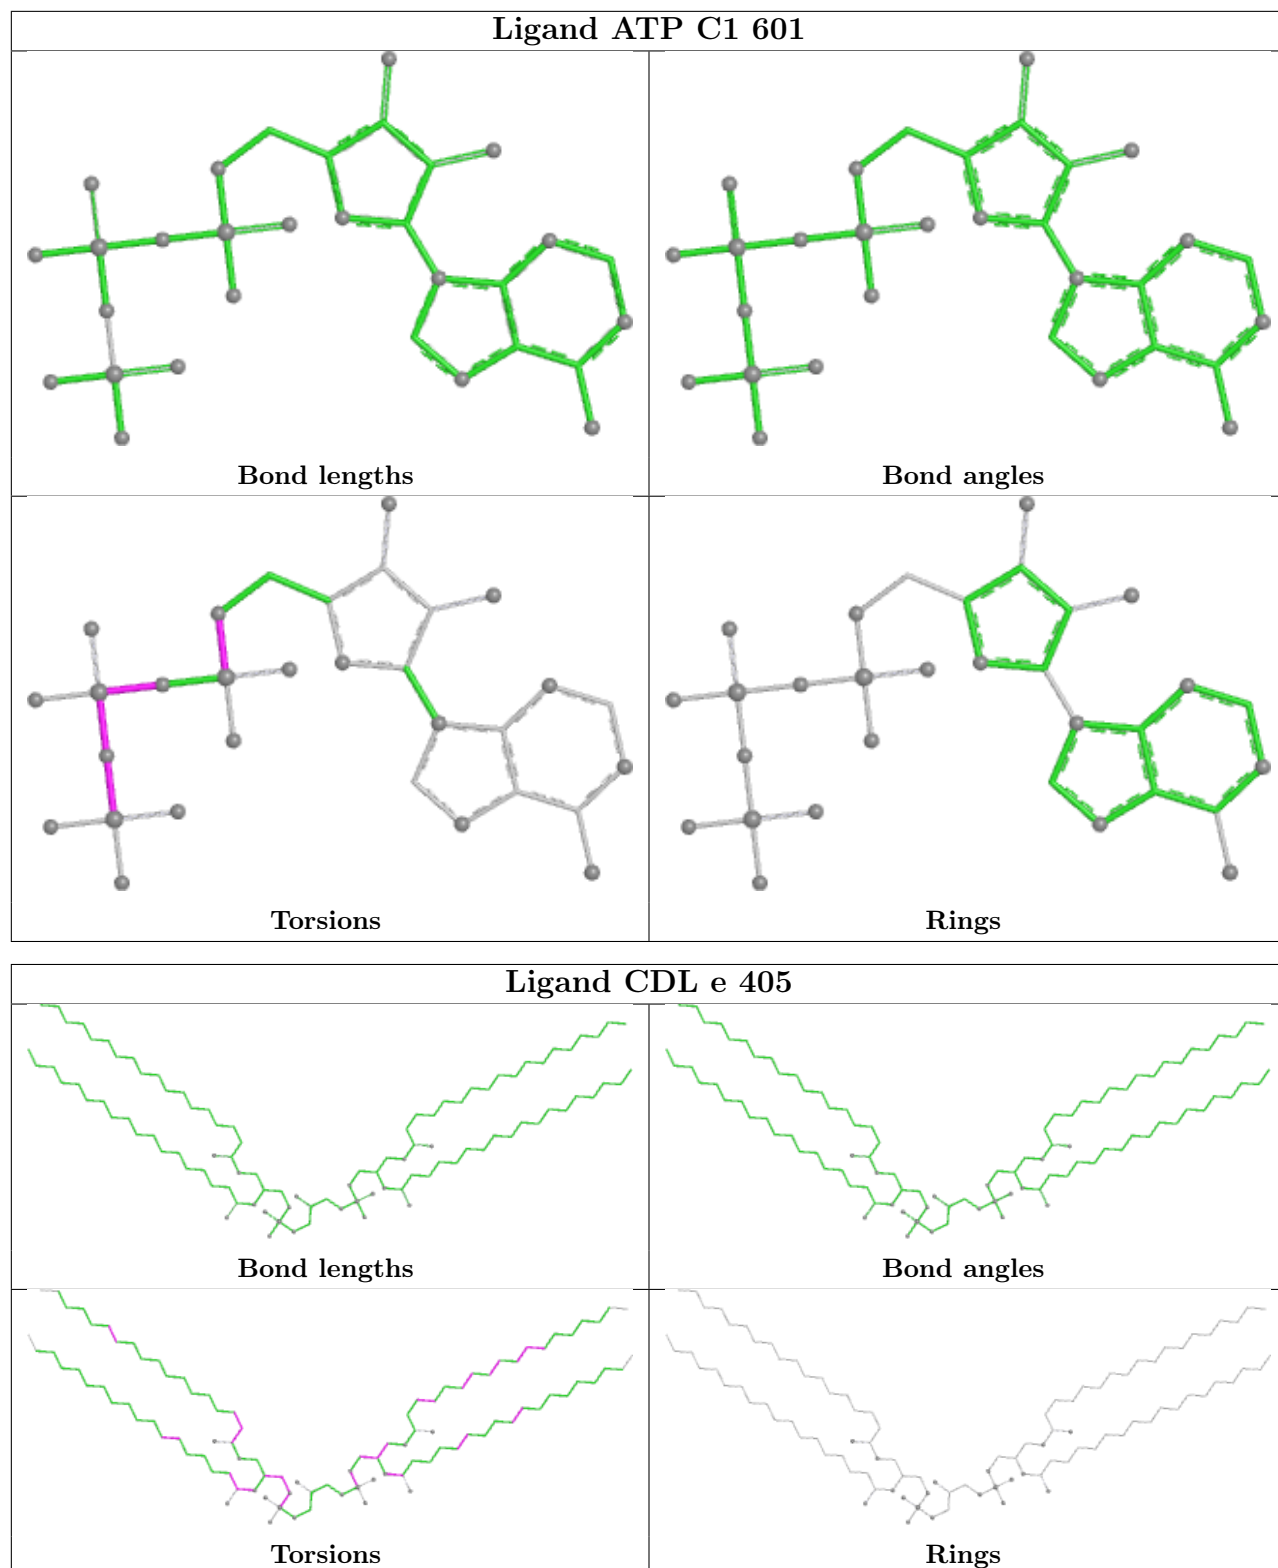 Ligand ATP C1 601
Bond lengths
Bond angles
Torsions
Rings
Ligand CDL e 405
Bond lengths
Bond angles
Torsions
Rings